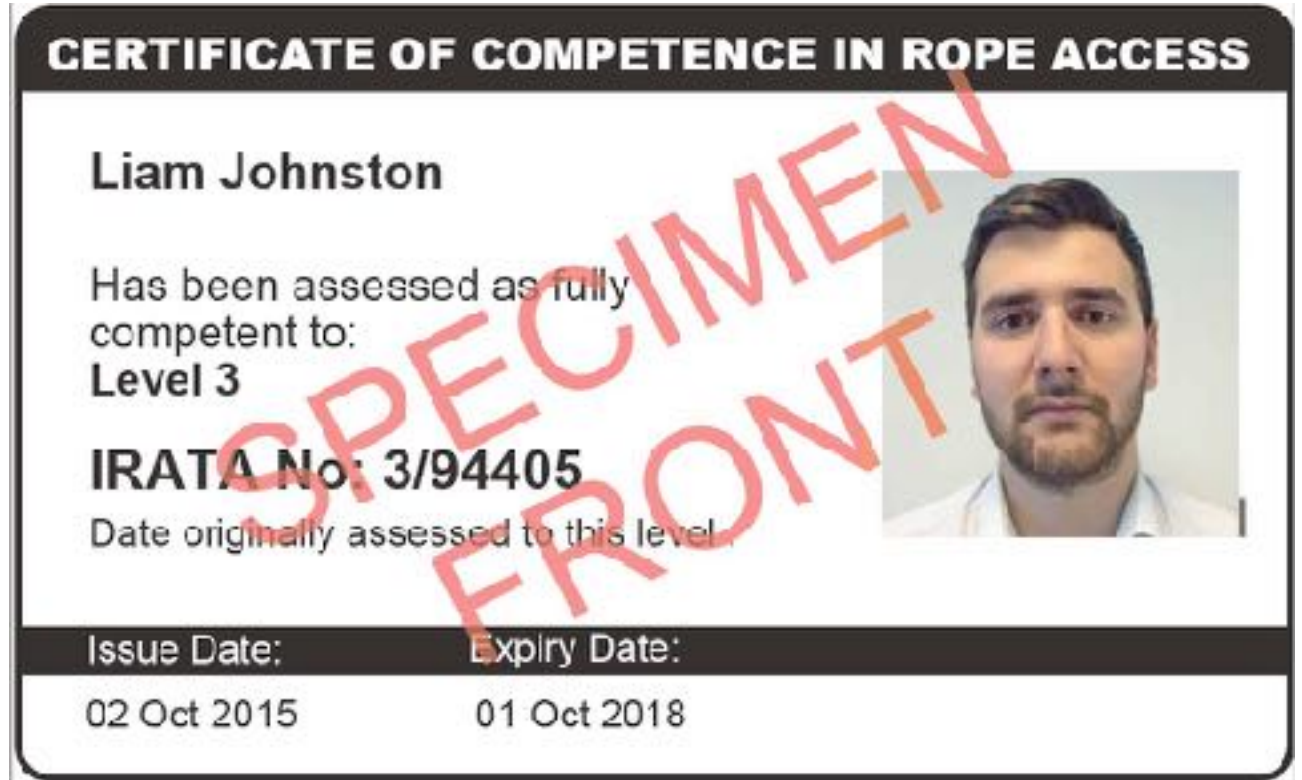 CERTIFICATE OF COMPETENCE IN ROPE ACCESS
Liam Johnston
Has been assessed as fully
competent to:
Level 3
IRATA No: 3/94405
Date originally assessed to this level :
SPECIMEN
FRONT
Issue Date: Expiry Date:
02 Oct 2015 01 Oct 2018